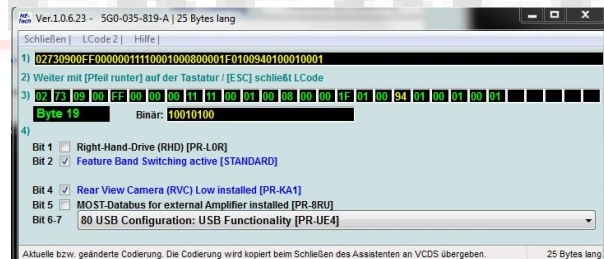 NE-Tech Ver.1.0.6.23 - 5G0-035-819-A | 25 Bytes lang
Schließen | LCode 2 | Hilfe |
1) 02730900FF00000011110001000800001F0100940100010001
2) Weiter mit [Pfeil runter] auf der Tastatur / [ESC] schließt LCode
3) 02 73 09 00 FF 00 00 00 11 11 00 01 00 08 00 00 1F 01 00 94 01 00 01 00 01
Byte 19 Binär: 10010100
4)
Bit 1 Right-Hand-Drive (RHD) [PR-L0R]
Bit 2 Feature Band Switching active [STANDARD]
Bit 4 Rear View Camera (RVC) Low installed [PR-KA1]
Bit 5 MOST-Databus for external Amplifier installed [PR-8RU]
Bit 6-7 80 USB Configuration: USB Functionality [PR-UE4]
Aktuelle bzw. geänderte Codierung. Die Codierung wird kopiert beim Schließen des Assistenten an VCDS übergeben. 25 Bytes lang